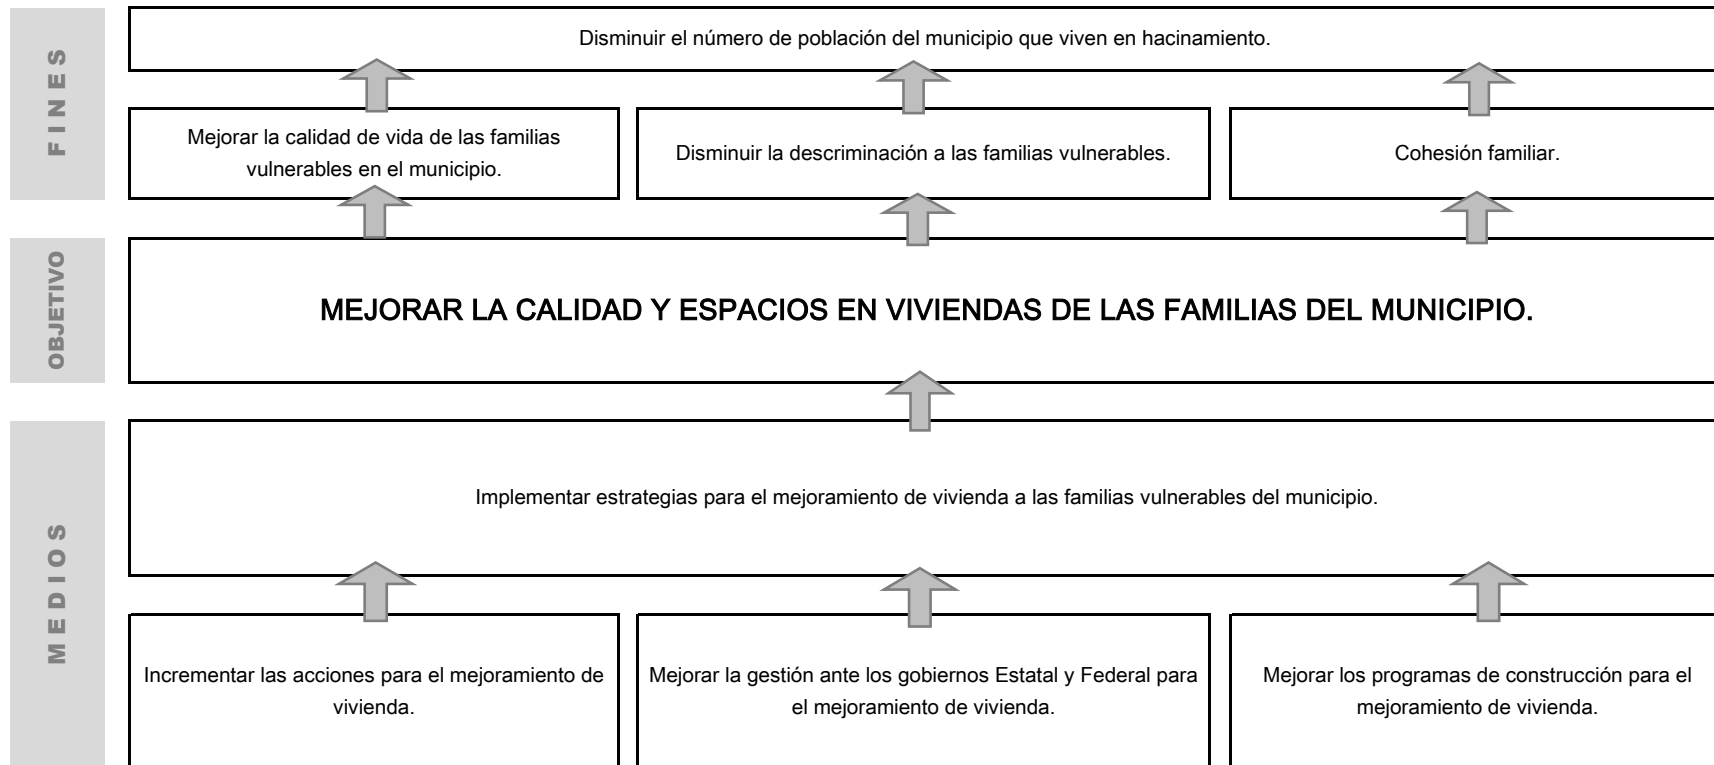 FINES
Disminuir el número de población del municipio que viven en hacinamiento.
Mejorar la calidad de vida de las familias
vulnerables en el municipio.
Disminuir la descriminación a las familias vulnerables.
Cohesión familiar.
OBJETIVO
MEJORAR LA CALIDAD Y ESPACIOS EN VIVIENDAS DE LAS FAMILIAS DEL MUNICIPIO.
MEDIOS
Implementar estrategias para el mejoramiento de vivienda a las familias vulnerables del municipio.
Incrementar las acciones para el mejoramiento de
vivienda.
Mejorar la gestión ante los gobiernos Estatal y Federal para
el mejoramiento de vivienda.
Mejorar los programas de construcción para el
mejoramiento de vivienda.